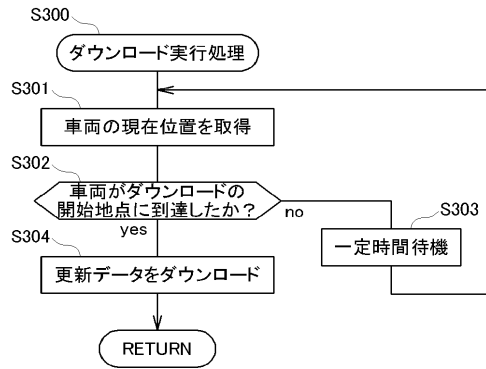 S300
ダウンロード実行処理
S301
車両の現在位置を取得
S302
車両がダウンロードの
開始地点に到達したか？
no
yes
S303
一定時間待機
S304
更新データをダウンロード
RETURN